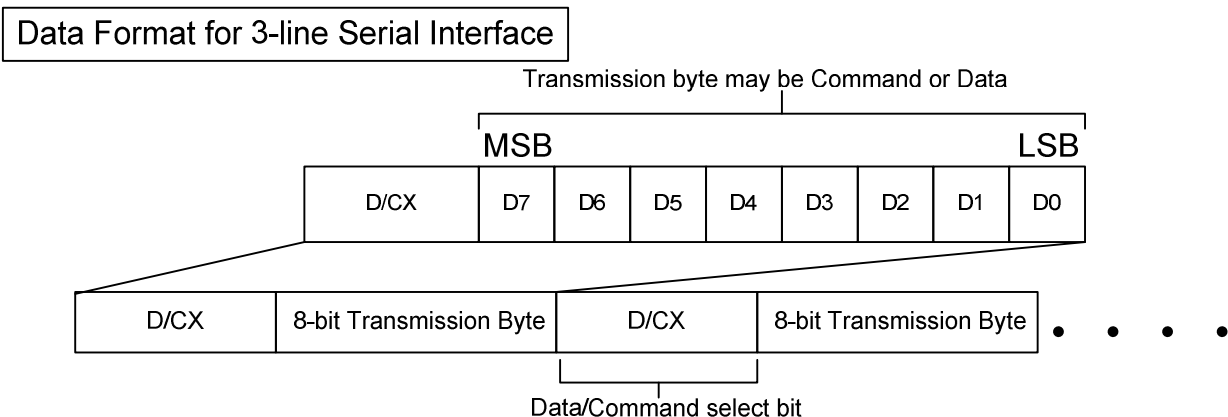 Data Format for 3-line Serial Interface
Transmission byte may be Command or Data
MSB LSB
D/CX D7 D6 D5 D4 D3 D2 D1 D0
D/CX 8-bit Transmission Byte D/CX 8-bit Transmission Byte
Data/Command select bit